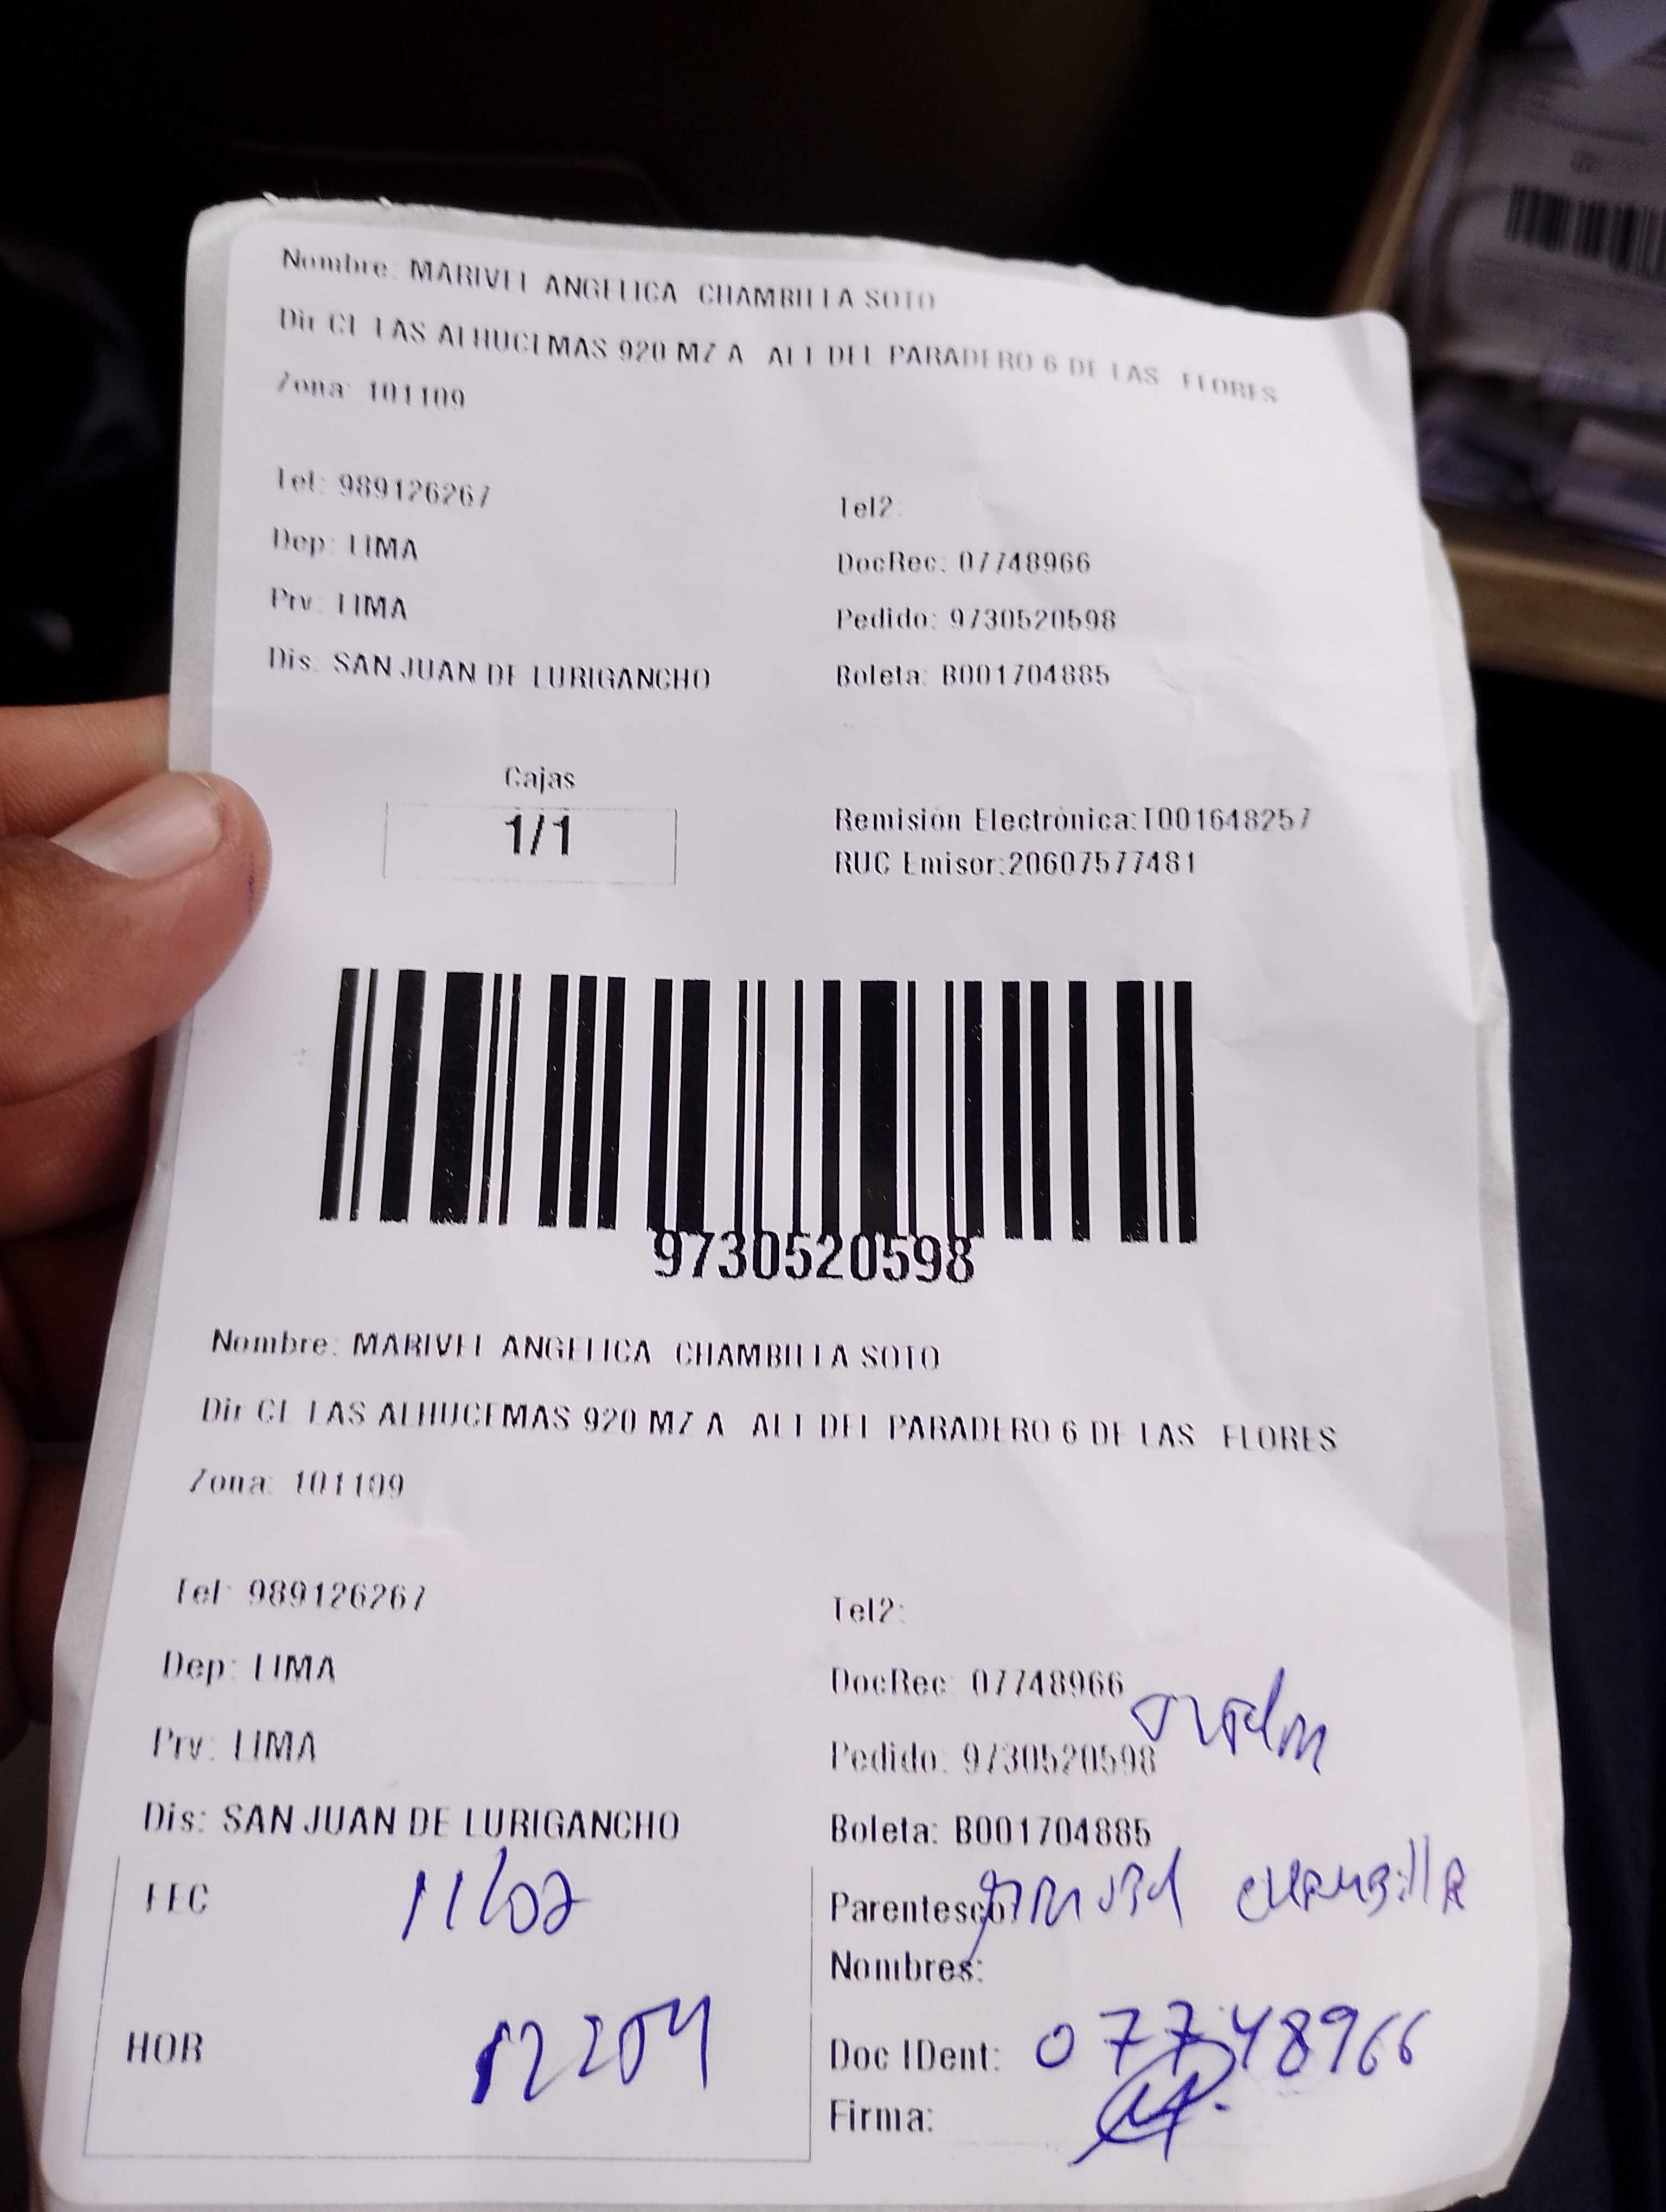 Nombre: MARIVEL ANGELICA CHAMBILLA SOTO
Dir CL LAS ALHUCEMAS 920 MZ A ALT DEL PARADERO 6 DE LAS FLORES
Zona: 101109
Tel: 989126267 Tel2:
Dep: LIMA DocRec: 07748966
Prv: LIMA Pedido: 9730520598
Dis: SAN JUAN DE LURIGANCHO Boleta: B001704885
Cajas
1/1
Remisión Electrónica:T001648257
RUC Emisor:20607577481
9730520598
Nombre: MARIVEL ANGELICA CHAMBILLA SOTO
Dir CL LAS ALHUCEMAS 920 MZ A ALT DEL PARADERO 6 DE LAS FLORES
Zona: 101109
Tel: 989126267 Tel2:
Dep: LIMA DocRec: 07748966
Prv: LIMA Pedido: 9730520598
Dis: SAN JUAN DE LURIGANCHO Boleta: B001704885
FEC 11/02 Parentesco: chambilla
Nombres:
HOR Doc IDent: 07748966
Firma: